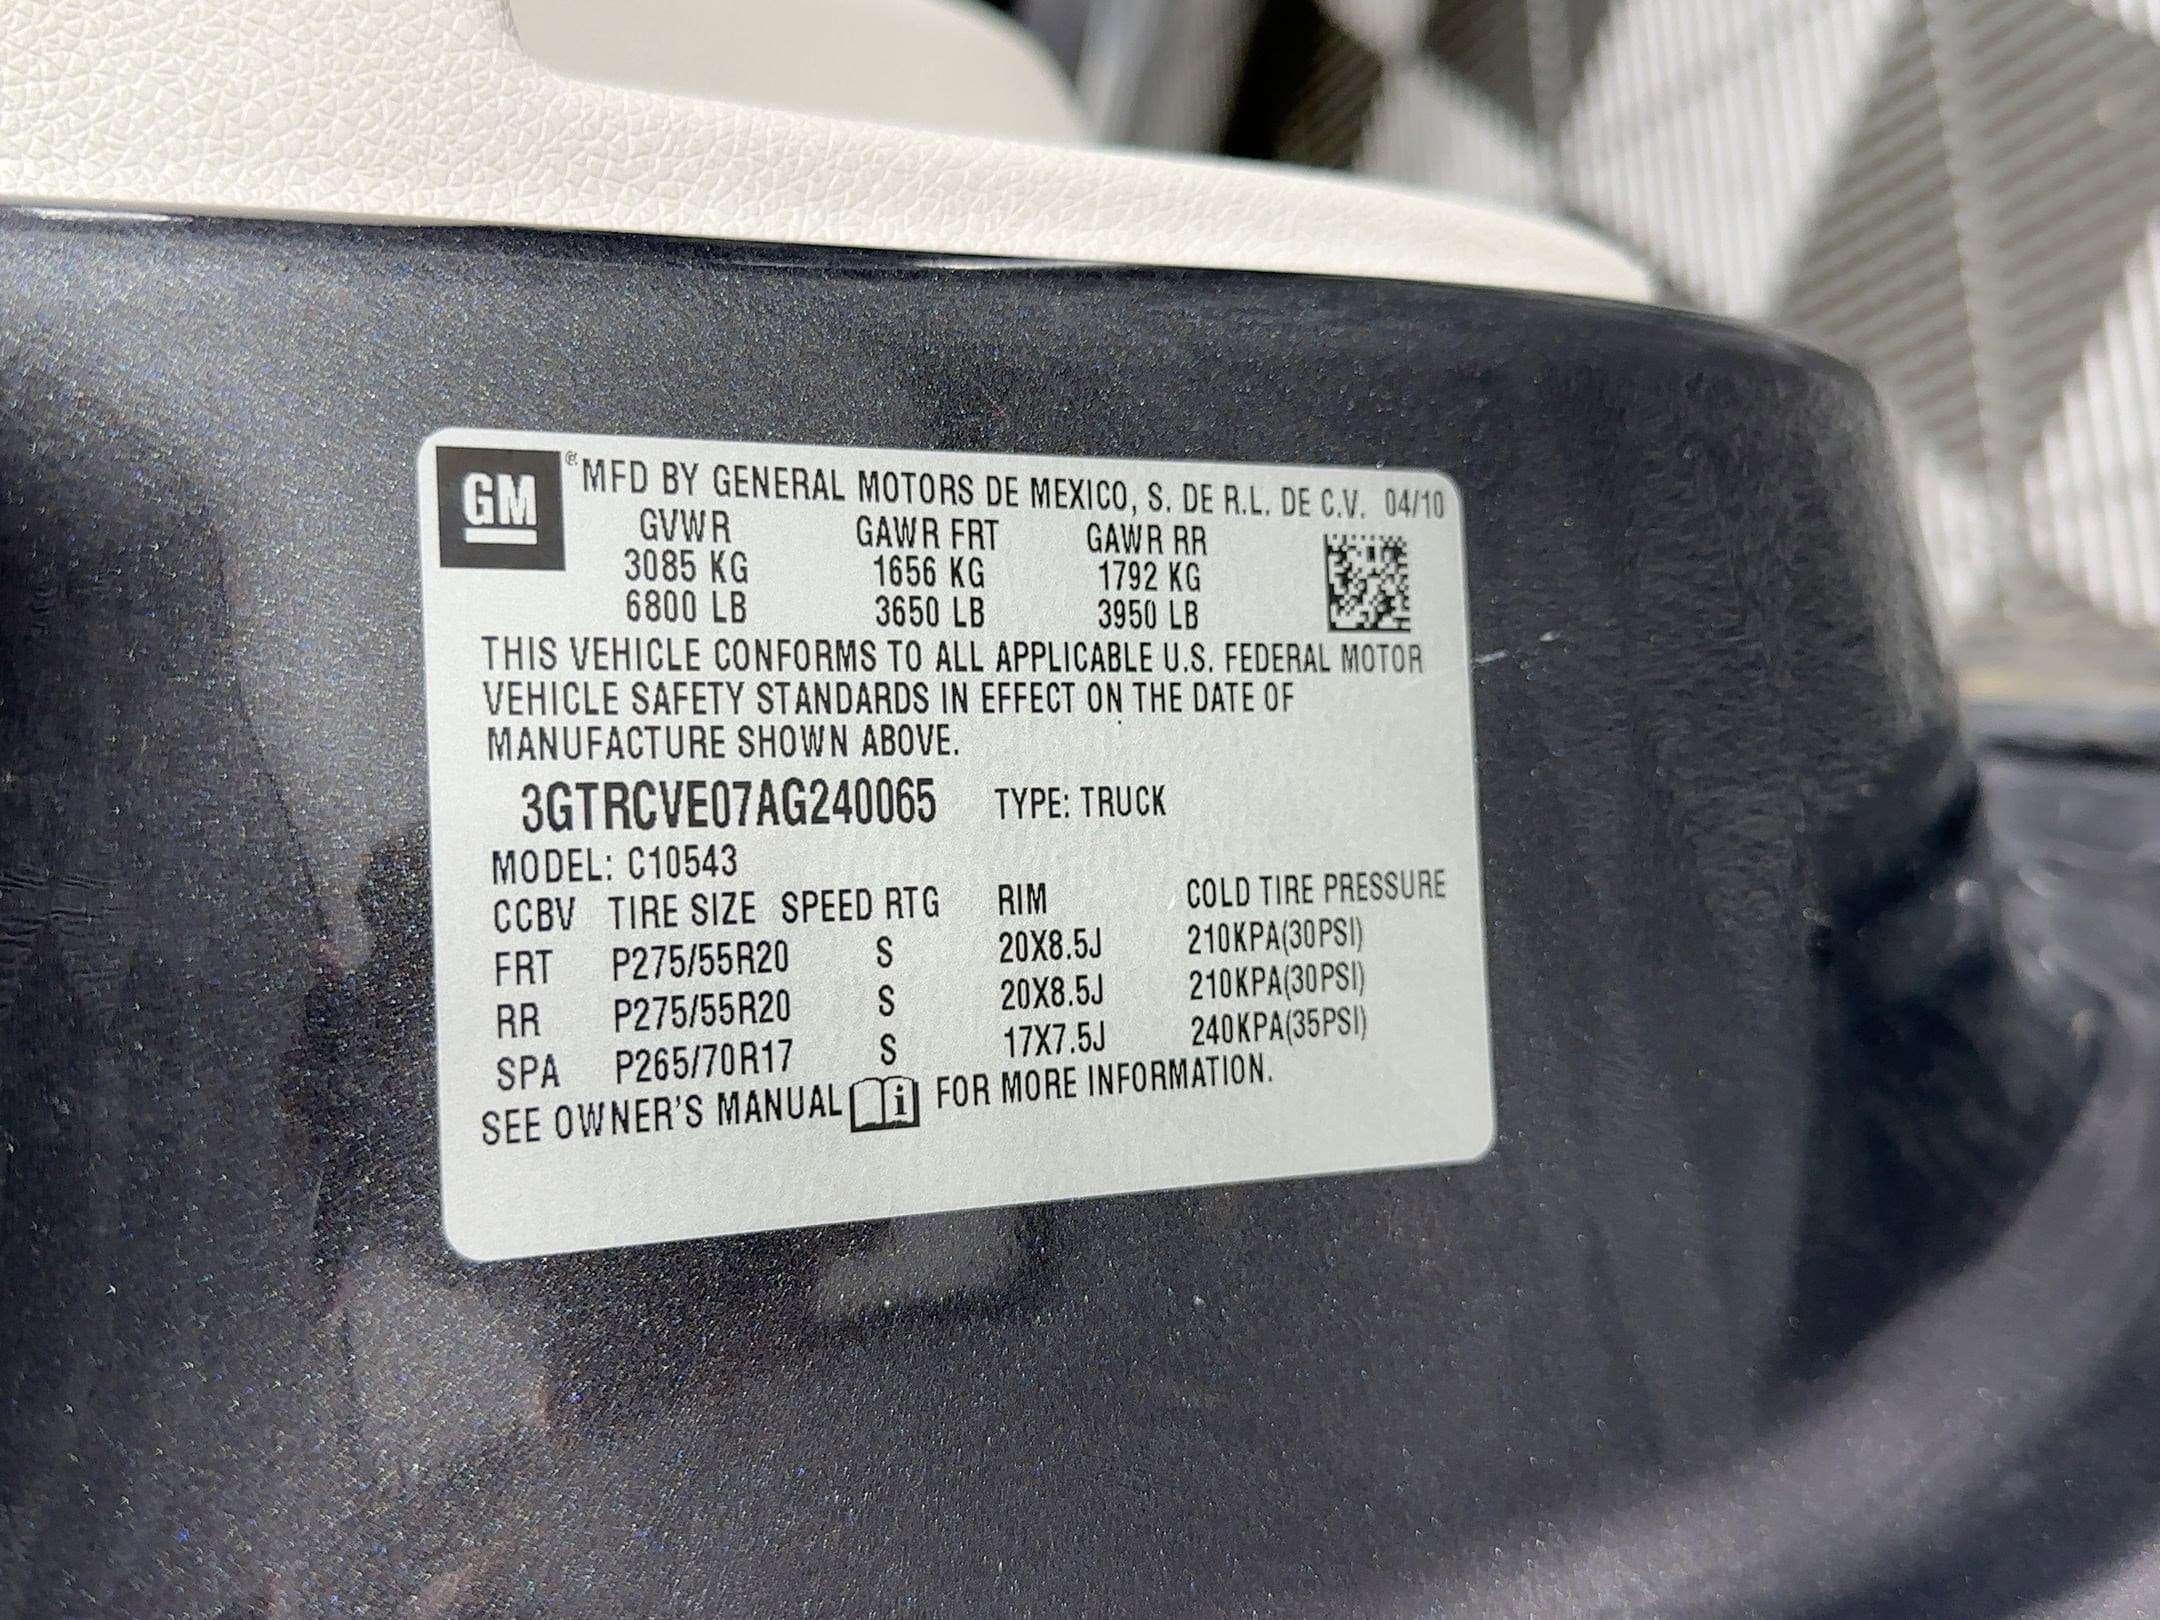 GM ® MFD BY GENERAL MOTORS DE MEXICO, S. DE R.L. DE C.V. 04/10
GVWR GAWR FRT GAWR RR
3085 KG 1656 KG 1792 KG
6800 LB 3650 LB 3950 LB
THIS VEHICLE CONFORMS TO ALL APPLICABLE U.S. FEDERAL MOTOR
VEHICLE SAFETY STANDARDS IN EFFECT ON THE DATE OF
MANUFACTURE SHOWN ABOVE.
3GTRCVE07AG240065 TYPE: TRUCK
MODEL: C10543
CCBV TIRE SIZE SPEED RTG RIM COLD TIRE PRESSURE
FRT P275/55R20 S 20X8.5J 210KPA(30PSI)
RR P275/55R20 S 20X8.5J 210KPA(30PSI)
SPA P265/70R17 S 17X7.5J 240KPA(35PSI)
SEE OWNER'S MANUAL i FOR MORE INFORMATION.